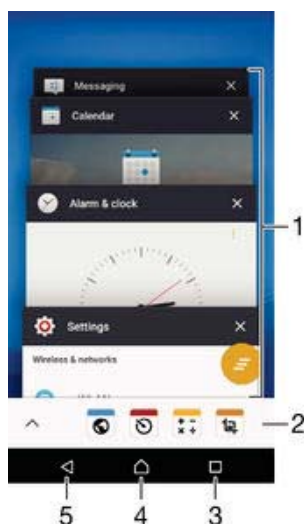 Messaging
Calendar
Alarm & clock
1
Settings
Wireless & networks
2
5 4 3